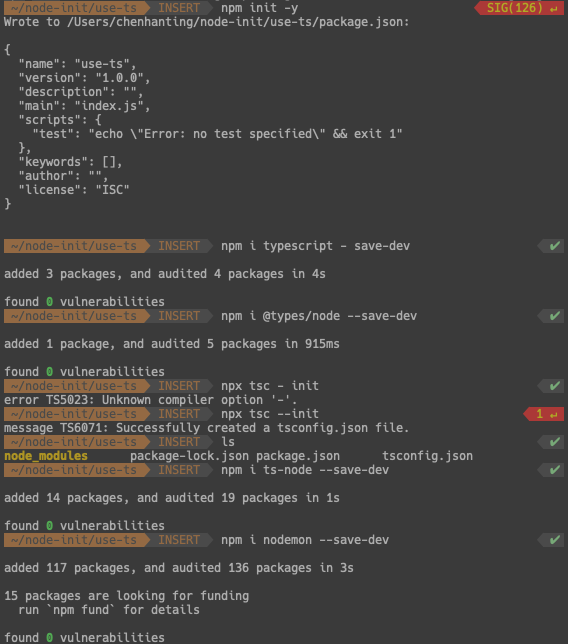 ~/node-init/use-ts INSERT npm init -y SIG(126) ↵
Wrote to /Users/chenhanting/node-init/use-ts/package.json:
{
"name": "use-ts",
"version": "1.0.0",
"description": "",
"main": "index.js",
"scripts": {
"test": "echo \"Error: no test specified\" && exit 1"
},
"keywords": [],
"author": "",
"license": "ISC"
}
~/node-init/use-ts INSERT npm i typescript - save-dev ✔
added 3 packages, and audited 4 packages in 4s
found 0 vulnerabilities
~/node-init/use-ts INSERT npm i @types/node --save-dev ✔
added 1 package, and audited 5 packages in 915ms
found 0 vulnerabilities
~/node-init/use-ts INSERT npx tsc - init ✔
error TS5023: Unknown compiler option '-'.
~/node-init/use-ts INSERT npx tsc --init 1 ↵
message TS6071: Successfully created a tsconfig.json file.
~/node-init/use-ts INSERT ls ✔
node_modules package-lock.json package.json tsconfig.json
~/node-init/use-ts INSERT npm i ts-node --save-dev ✔
added 14 packages, and audited 19 packages in 1s
found 0 vulnerabilities
~/node-init/use-ts INSERT npm i nodemon --save-dev ✔
added 117 packages, and audited 136 packages in 3s
15 packages are looking for funding
run `npm fund` for details
found 0 vulnerabilities